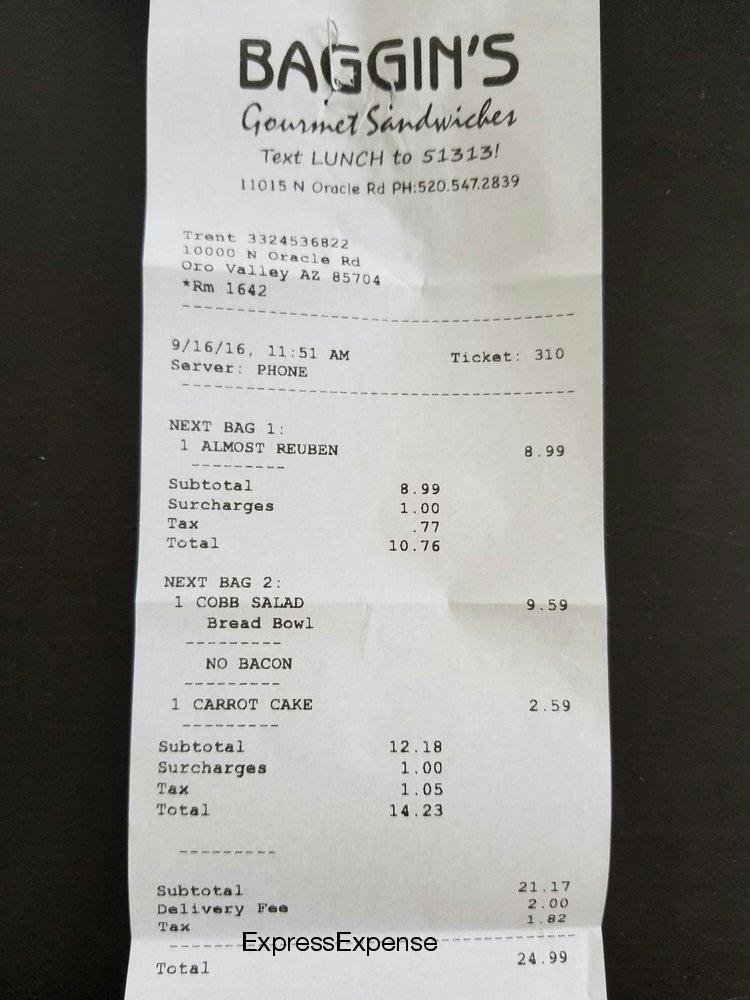 BAGGIN'S
Gourmet Sandwiches
Text LUNCH to 51313!
11015 N Oracle Rd PH:520.547.2839
Trent 3324536822
10000 N Oracle Rd
Oro Valley AZ 85704
*Rm 1642
9/16/16, 11:51 AM Ticket: 310
Server: PHONE
NEXT BAG 1:
1 ALMOST REUBEN 8.99
Subtotal 8.99
Surcharges 1.00
Tax .77
Total 10.76
NEXT BAG 2:
1 COBB SALAD 9.59
Bread Bowl
NO BACON
1 CARROT CAKE 2.59
Subtotal 12.18
Surcharges 1.00
Tax 1.05
Total 14.23
Subtotal 21.17
Delivery Fee 2.00
Tax 1.82
ExpressExpense
Total 24.99